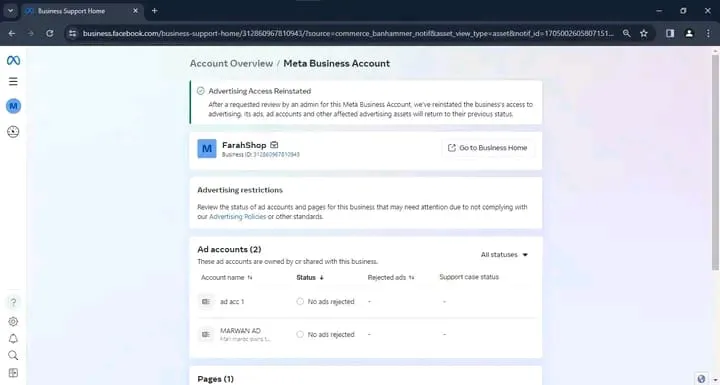 Business Support Home
business.facebook.com/business-support-home/312860967810943/?source=commerce_banhammer_notif&asset_view_type=asset&notif_id=1705002605807151...
Account Overview / Meta Business Account
Advertising Access Reinstated
After a requested review by an admin for this Meta Business Account, we've reinstated the business's access to
advertising. Its ads, ad accounts and other affected advertising assets will return to their previous status.
M
M
FarahShop
Business ID: 312860967810943
Go to Business Home
Advertising restrictions
Review the status of ad accounts and pages for this business that may need attention due to not complying with
our Advertising Policies or other standards.
Ad accounts (2)
These ad accounts are owned by or shared with this business.
All statuses
Account name Status Rejected ads Support case status
ad acc 1 No ads rejected - -
MARWAN AD No ads rejected - -
Pages (1)